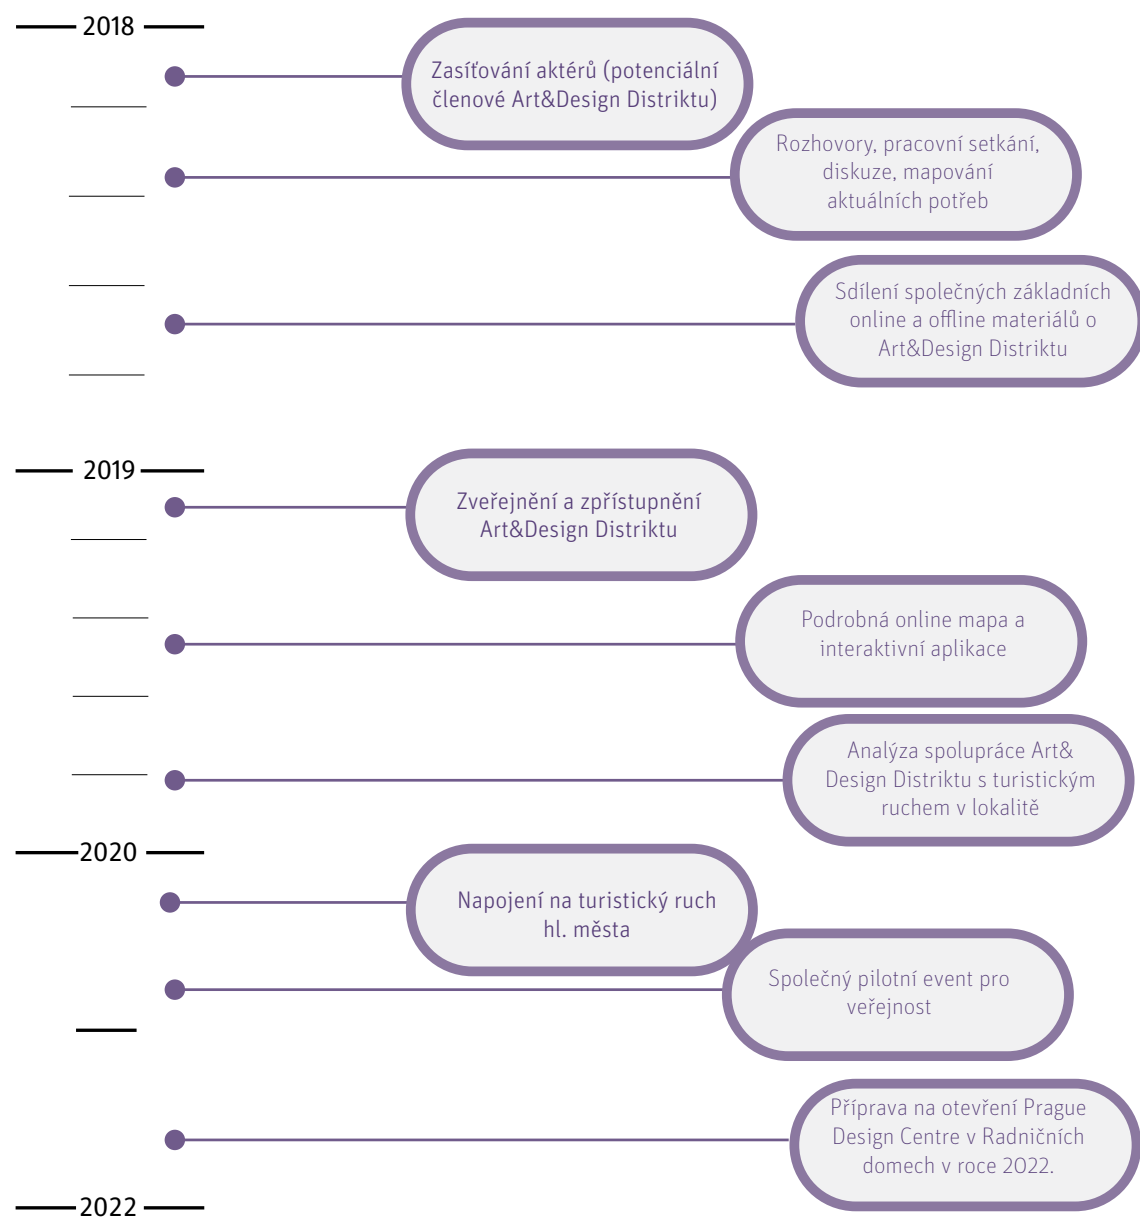 2018
Zasíťování aktérů (potenciální
členové Art&Design Distriktu)
Rozhovory, pracovní setkání,
diskuze, mapování
aktuálních potřeb
Sdílení společných základních
online a offline materiálů o
Art&Design Distriktu
2019
Zveřejnění a zpřístupnění
Art&Design Distriktu
Podrobná online mapa a
interaktivní aplikace
Analýza spolupráce Art&
Design Distriktu s turistickým
ruchem v lokalitě
2020
Napojení na turistický ruch
hl. města
Společný pilotní event pro
veřejnost
Příprava na otevření Prague
Design Centre v Radničních
domech v roce 2022.
2022